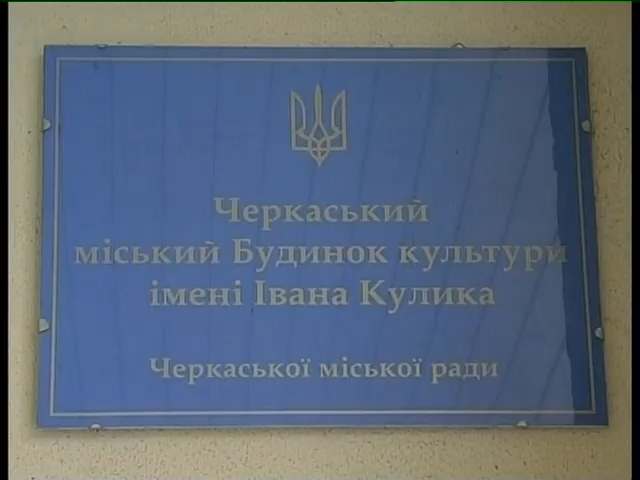 Черкаський
міський Будинок культури
імені Івана Кулика
Черкаської міської ради